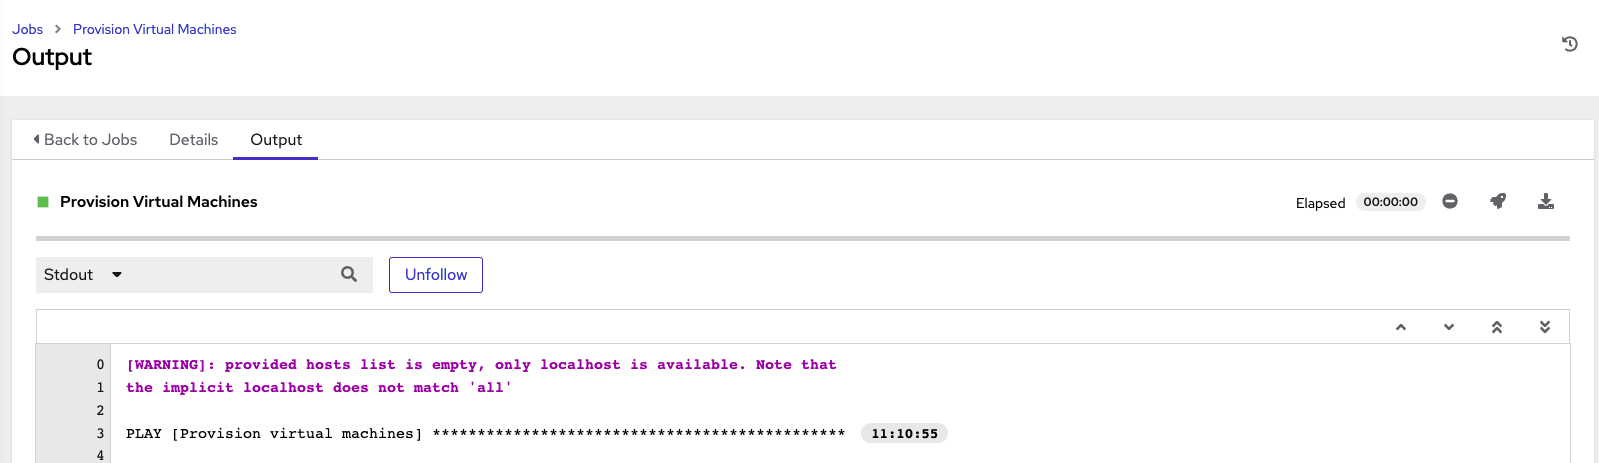 Jobs > Provision Virtual Machines
Output
Back to Jobs Details Output
Provision Virtual Machines Elapsed 00:00:00
Stdout Unfollow
0 [WARNING]: provided hosts list is empty, only localhost is available. Note that
1 the implicit localhost does not match 'all'
2
3 PLAY [Provision virtual machines] ********************************************** 11:10:55
4